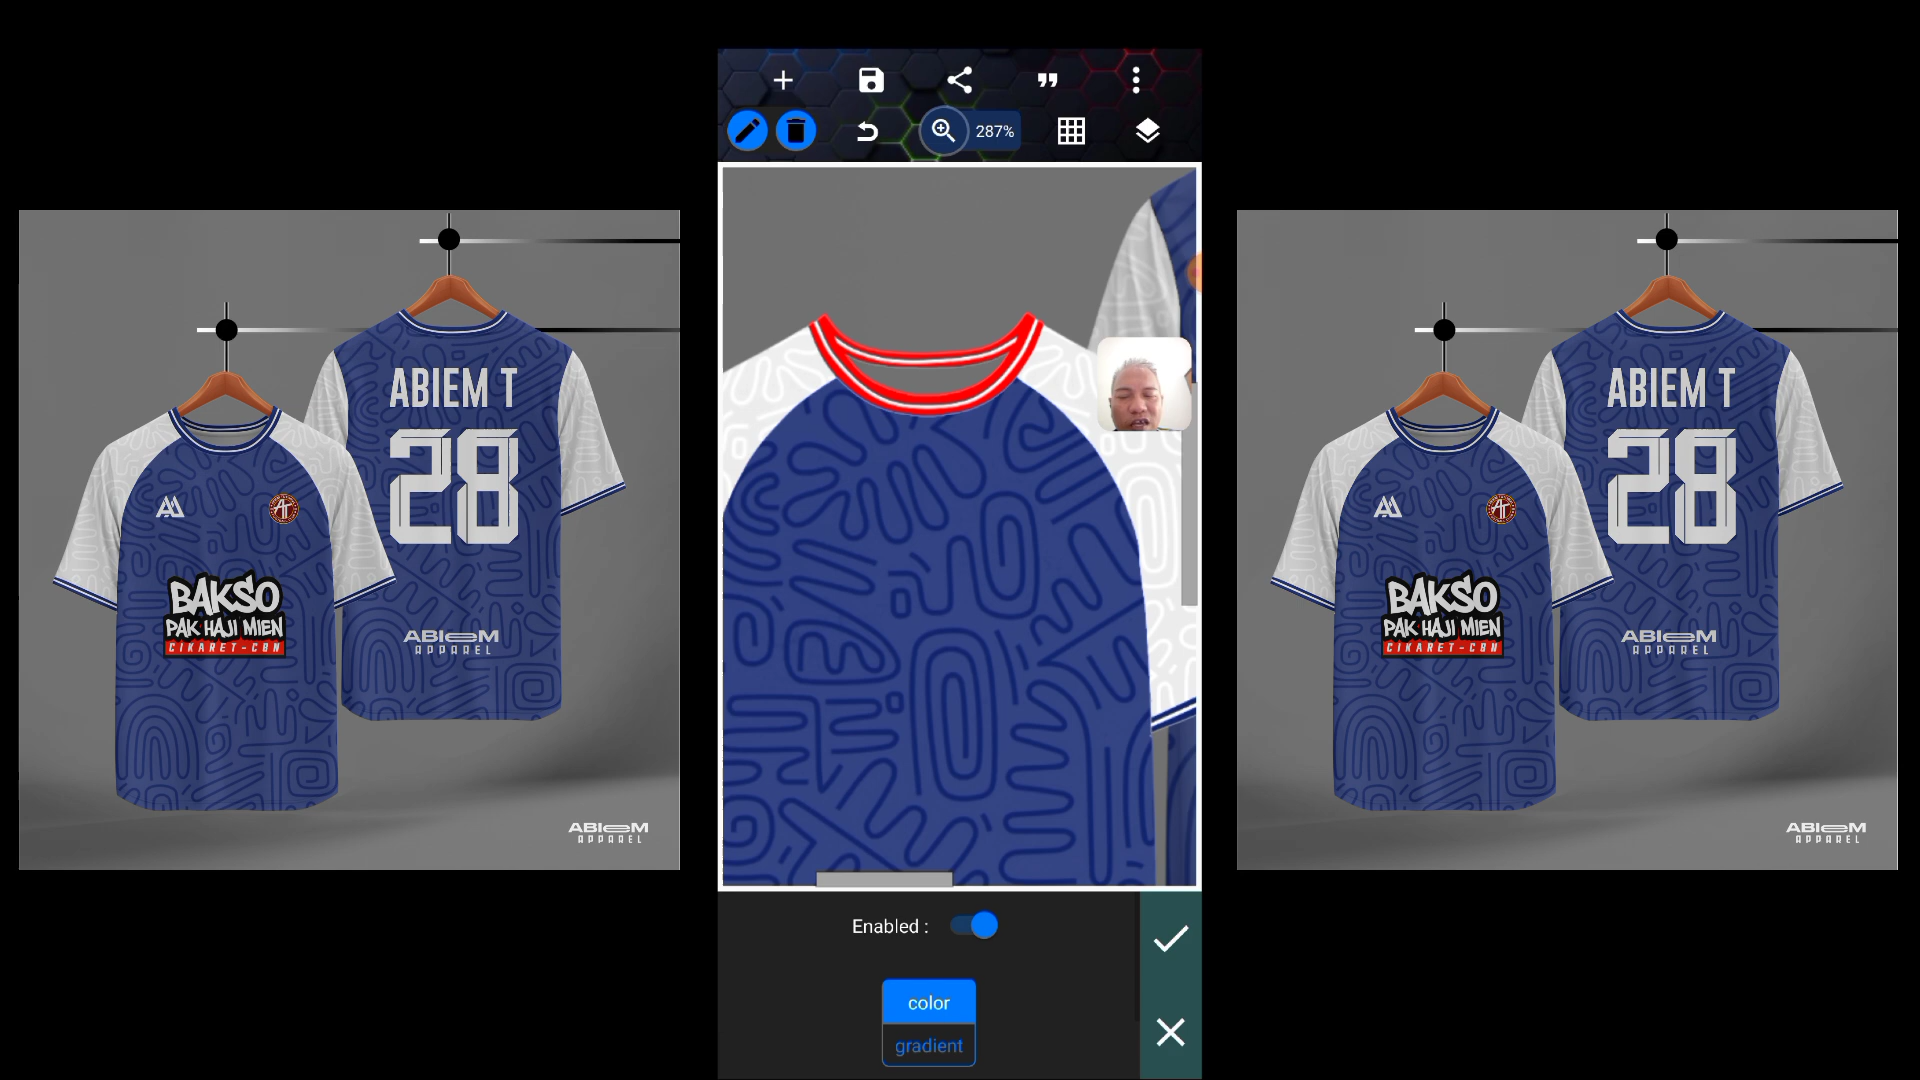 ABIEM T
28
BAKSO
PAK HAJI MIEN
CIKARET-CBN
ABIEM
APPAREL
ABIEM
APPAREL
287%
Enabled :
color
gradient
ABIEM T
28
BAKSO
PAK HAJI MIEN
CIKARET-CBN
ABIEM
APPAREL
ABIEM
APPAREL